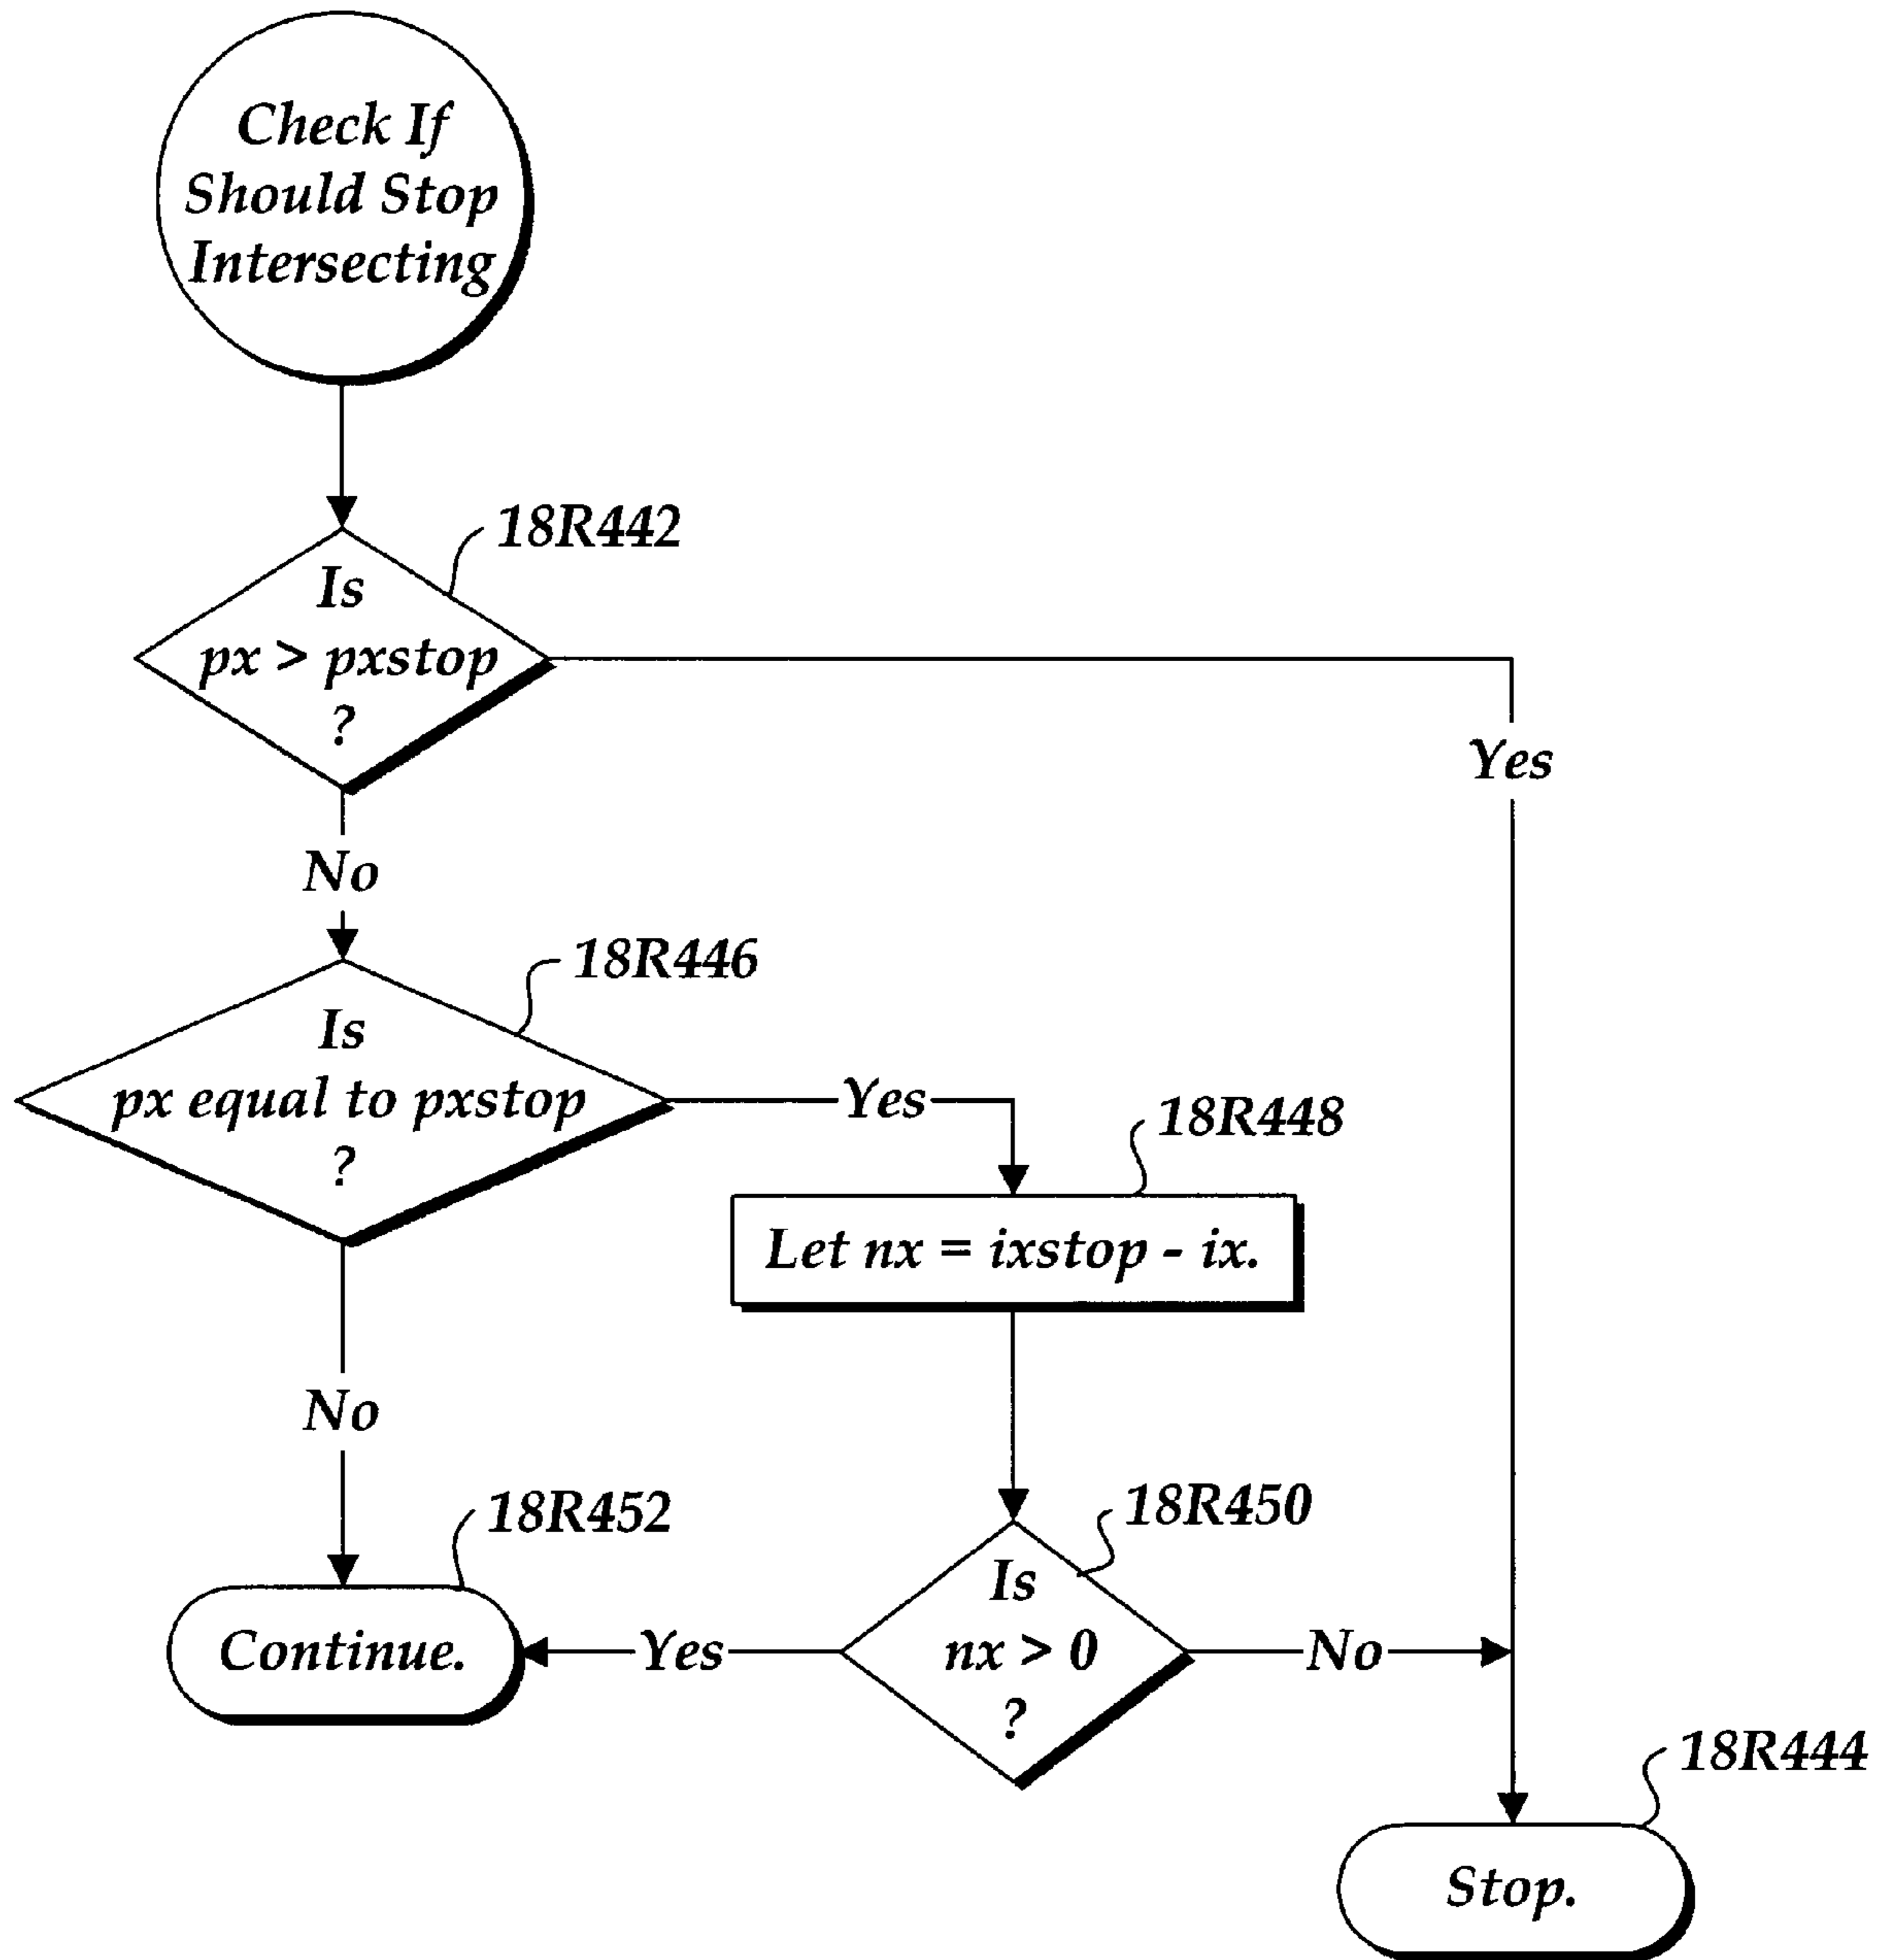 Check If
Should Stop
Intersecting
18R442
Is
px > pxstop
?
Yes
No
18R446
Is
px equal to pxstop
?
Yes
18R448
Let nx = ixstop - ix.
No
18R452
18R450
Is
nx > 0
?
Continue.
Yes
No
18R444
Stop.